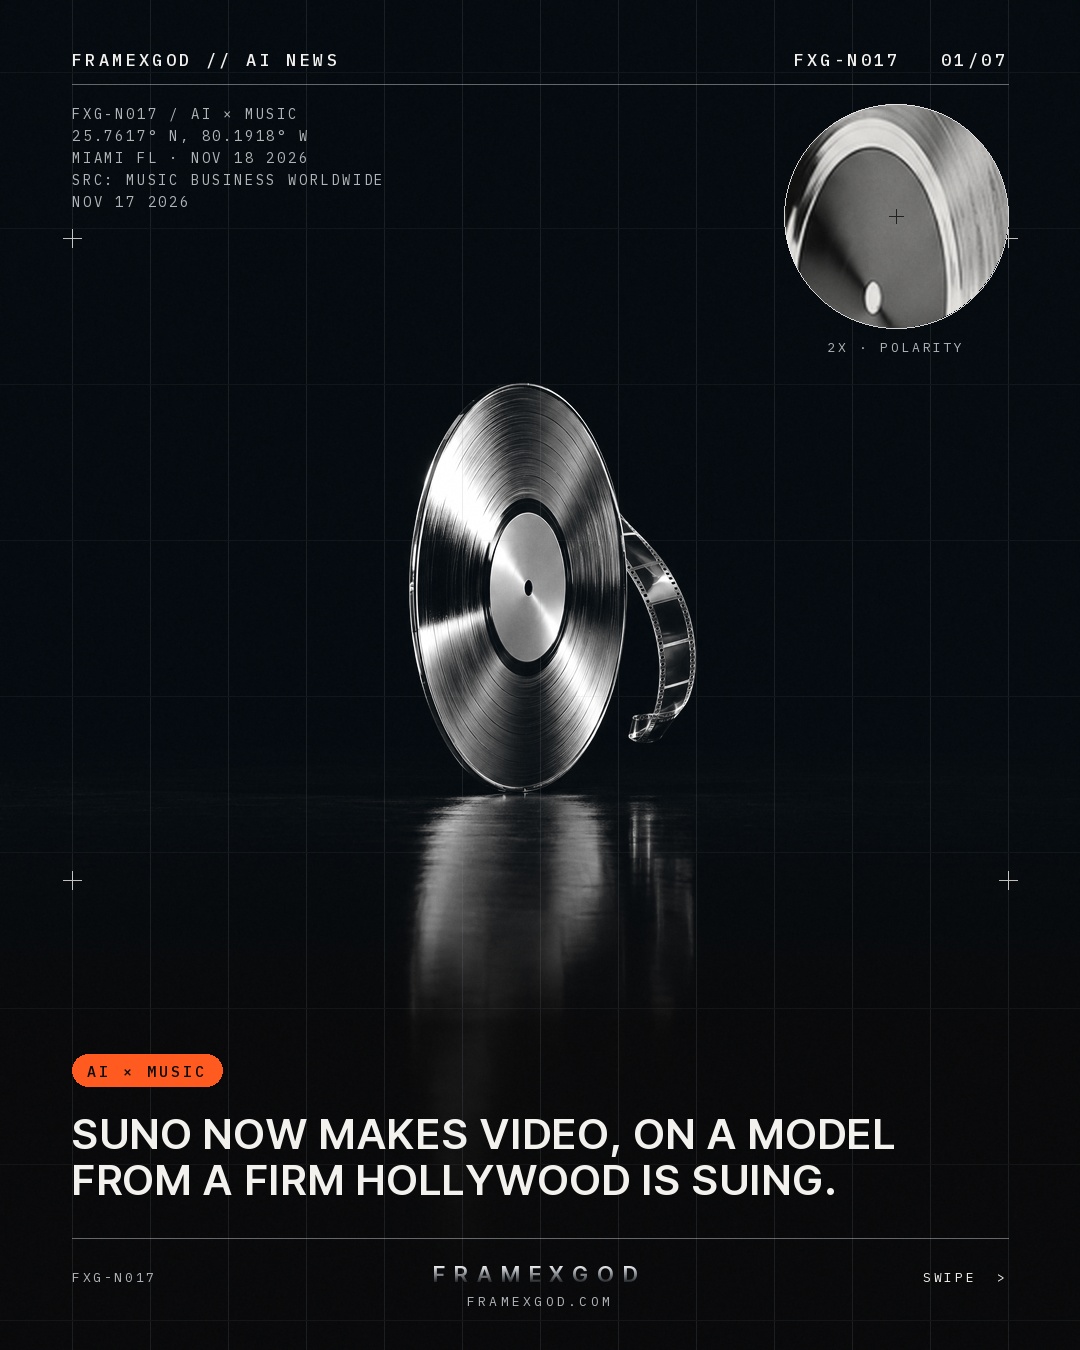 FRAMEXGOD // AI NEWS
FXG-N017 01/07
FXG-N017 / AI × MUSIC
25.7617° N, 80.1918° W
MIAMI FL · NOV 18 2026
SRC: MUSIC BUSINESS WORLDWIDE
NOV 17 2026
2X · POLARITY
AI × MUSIC
SUNO NOW MAKES VIDEO, ON A MODEL
FROM A FIRM HOLLYWOOD IS SUING.
FXG-N017
FRAMEXGOD
FRAMEXGOD.COM
SWIPE >